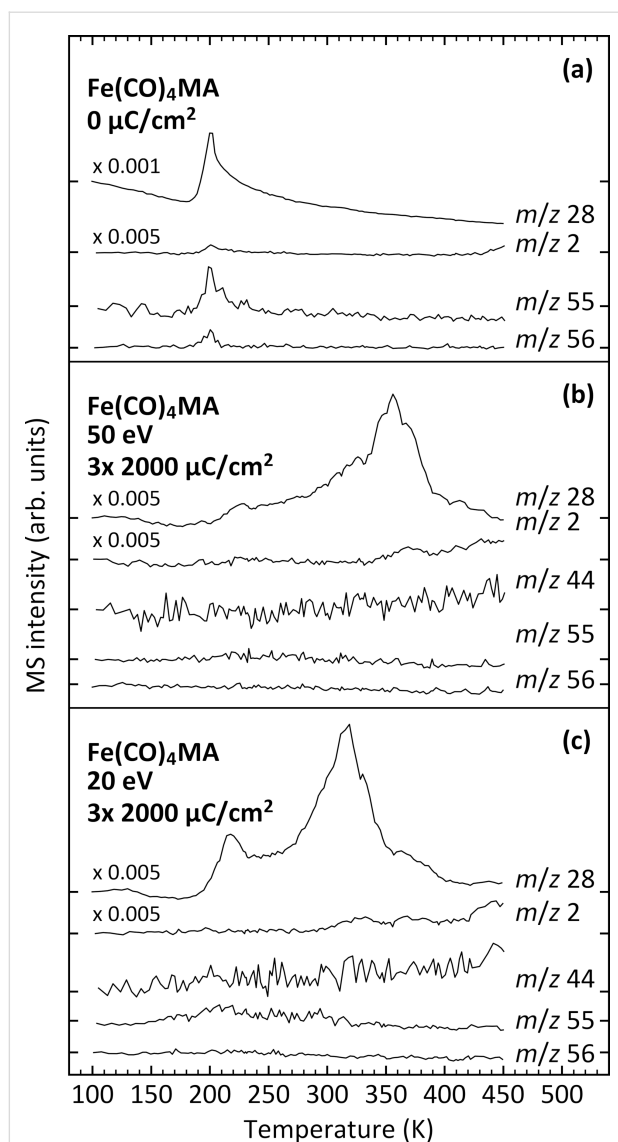 (a)
Fe(CO)₄MA
0 μC/cm²
x 0.001
m/z 28
x 0.005
m/z 2
m/z 55
m/z 56
(b)
Fe(CO)₄MA
50 eV
3x 2000 μC/cm²
x 0.005
m/z 28
m/z 2
x 0.005
m/z 44
m/z 55
m/z 56
(c)
Fe(CO)₄MA
20 eV
3x 2000 μC/cm²
x 0.005
m/z 28
x 0.005
m/z 2
m/z 44
m/z 55
m/z 56
MS intensity (arb. units)
100 150 200 250 300 350 400 450 500
Temperature (K)